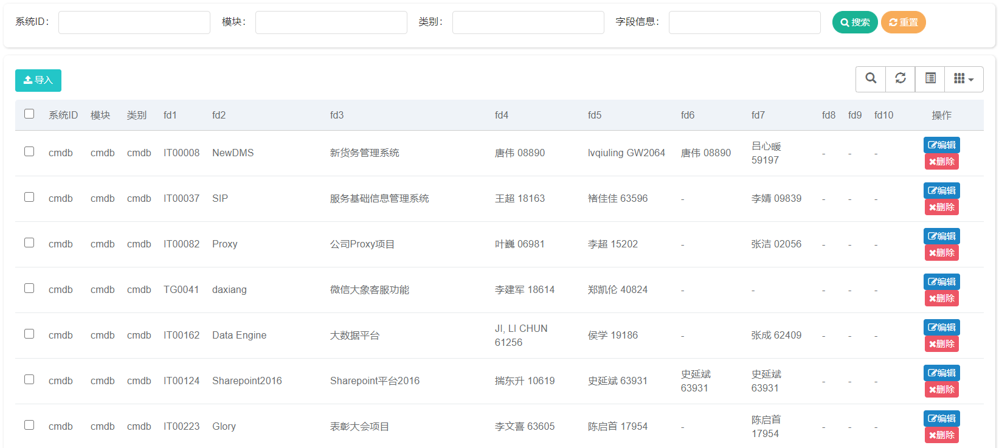 系统ID： 模块： 类别： 字段信息： 搜索 重置
导入
系统ID 模块 类别 fd1 fd2 fd3 fd4 fd5 fd6 fd7 fd8 fd9 fd10 操作
cmdb cmdb cmdb IT00008 NewDMS 新货务管理系统 唐伟 08890 lvqiuling GW2064 唐伟 08890 吕心暖 59197 - - - 编辑
删除
cmdb cmdb cmdb IT00037 SIP 服务基础信息管理系统 王超 18163 褚佳佳 63596 - 李婧 09839 - - - 编辑
删除
cmdb cmdb cmdb IT00082 Proxy 公司Proxy项目 叶巍 06981 李超 15202 - 张洁 02056 - - - 编辑
删除
cmdb cmdb cmdb TG0041 daxiang 微信大象客服功能 李建军 18614 郑凯伦 40824 - - - - - 编辑
删除
cmdb cmdb cmdb IT00162 Data Engine 大数据平台 JI, LI CHUN 61256 侯学 19186 - 张成 62409 - - - 编辑
删除
cmdb cmdb cmdb IT00124 Sharepoint2016 Sharepoint平台2016 揣东升 10619 史延斌 63931 史延斌 63931 史延斌 63931 - - - 编辑
删除
cmdb cmdb cmdb IT00223 Glory 表彰大会项目 李文喜 63605 陈启首 17954 - 陈启首 17954 - - - 编辑
删除